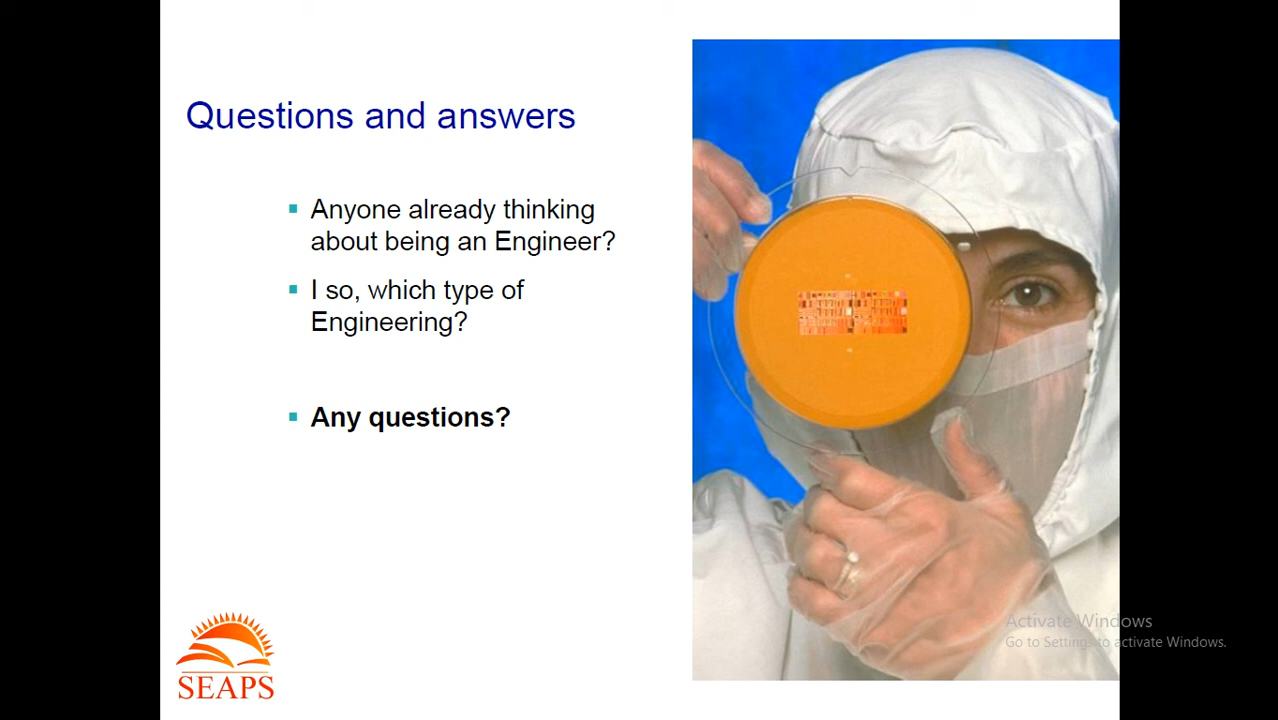 Questions and answers
Anyone already thinking
about being an Engineer?
I so, which type of
Engineering?
Any questions?
SEAPS
Activate Windows
Go to Settings to activate Windows.